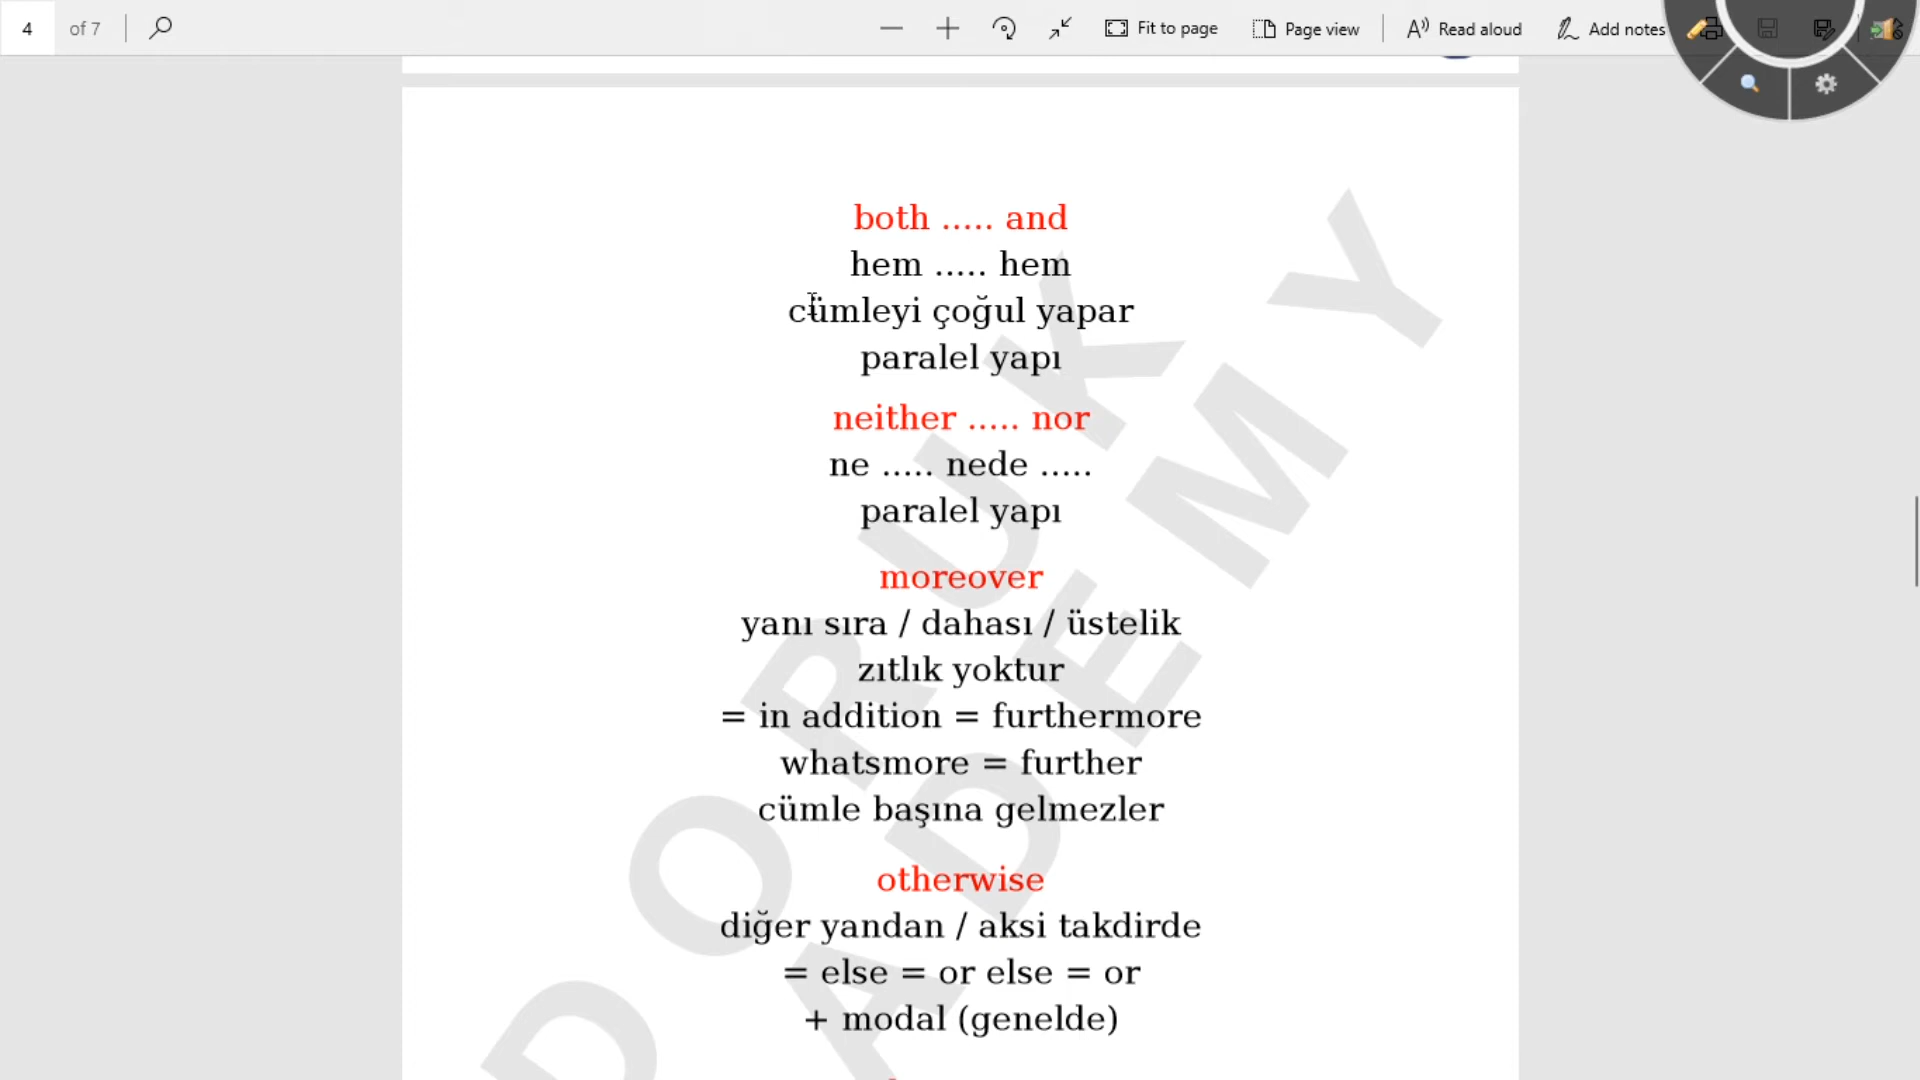 4 of 7 Fit to page Page view Read aloud Add notes
both ..... and
hem ..... hem
cümleyi çoğul yapar
paralel yapı
neither ..... nor
ne ..... nede .....
paralel yapı
moreover
yanı sıra / dahası / üstelik
zıtlık yoktur
= in addition = furthermore
whatsmore = further
cümle başına gelmezler
otherwise
diğer yandan / aksi takdirde
= else = or else = or
+ modal (genelde)
DORUK
ADEMY